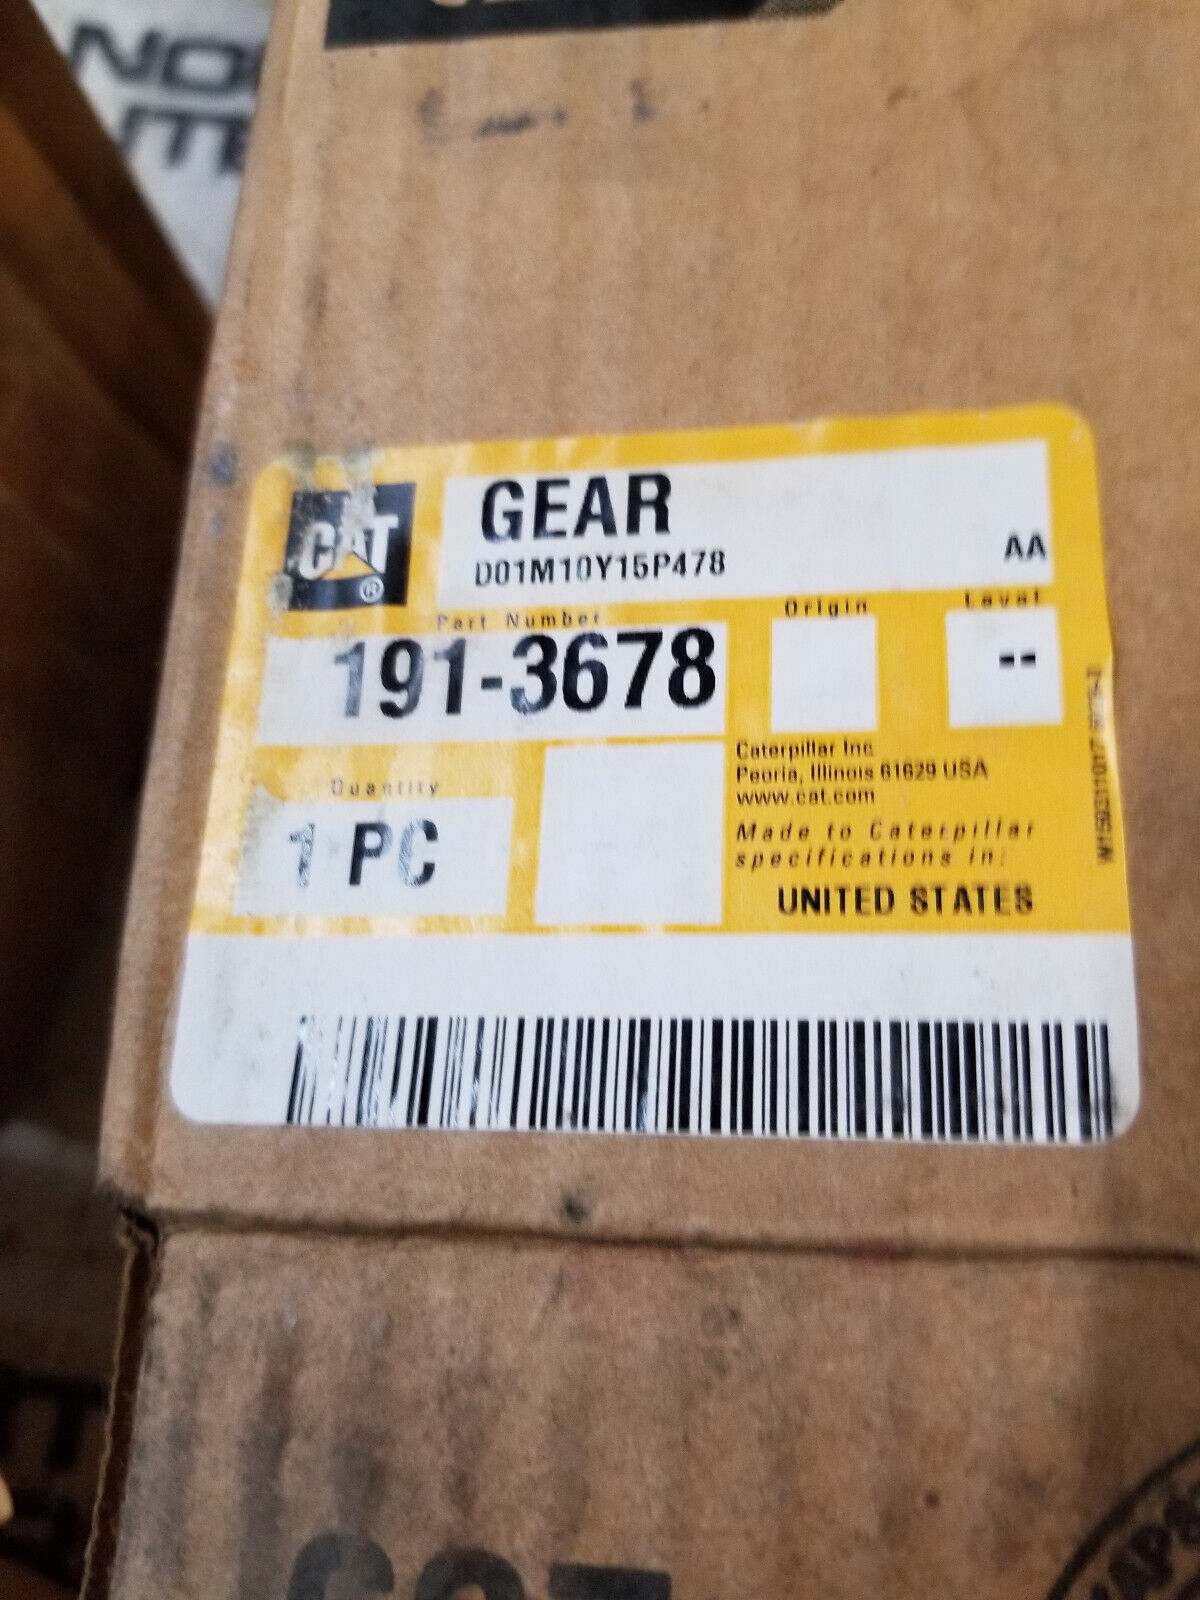 CAT
®
GEAR
D01M10Y15P478
AA
Part Number
Origin
Level
191-3678
--
Quantity
1 PC
Caterpillar Inc
Peoria, Illinois 61629 USA
www.cat.com
Made to Caterpillar
specifications in:
UNITED STATES